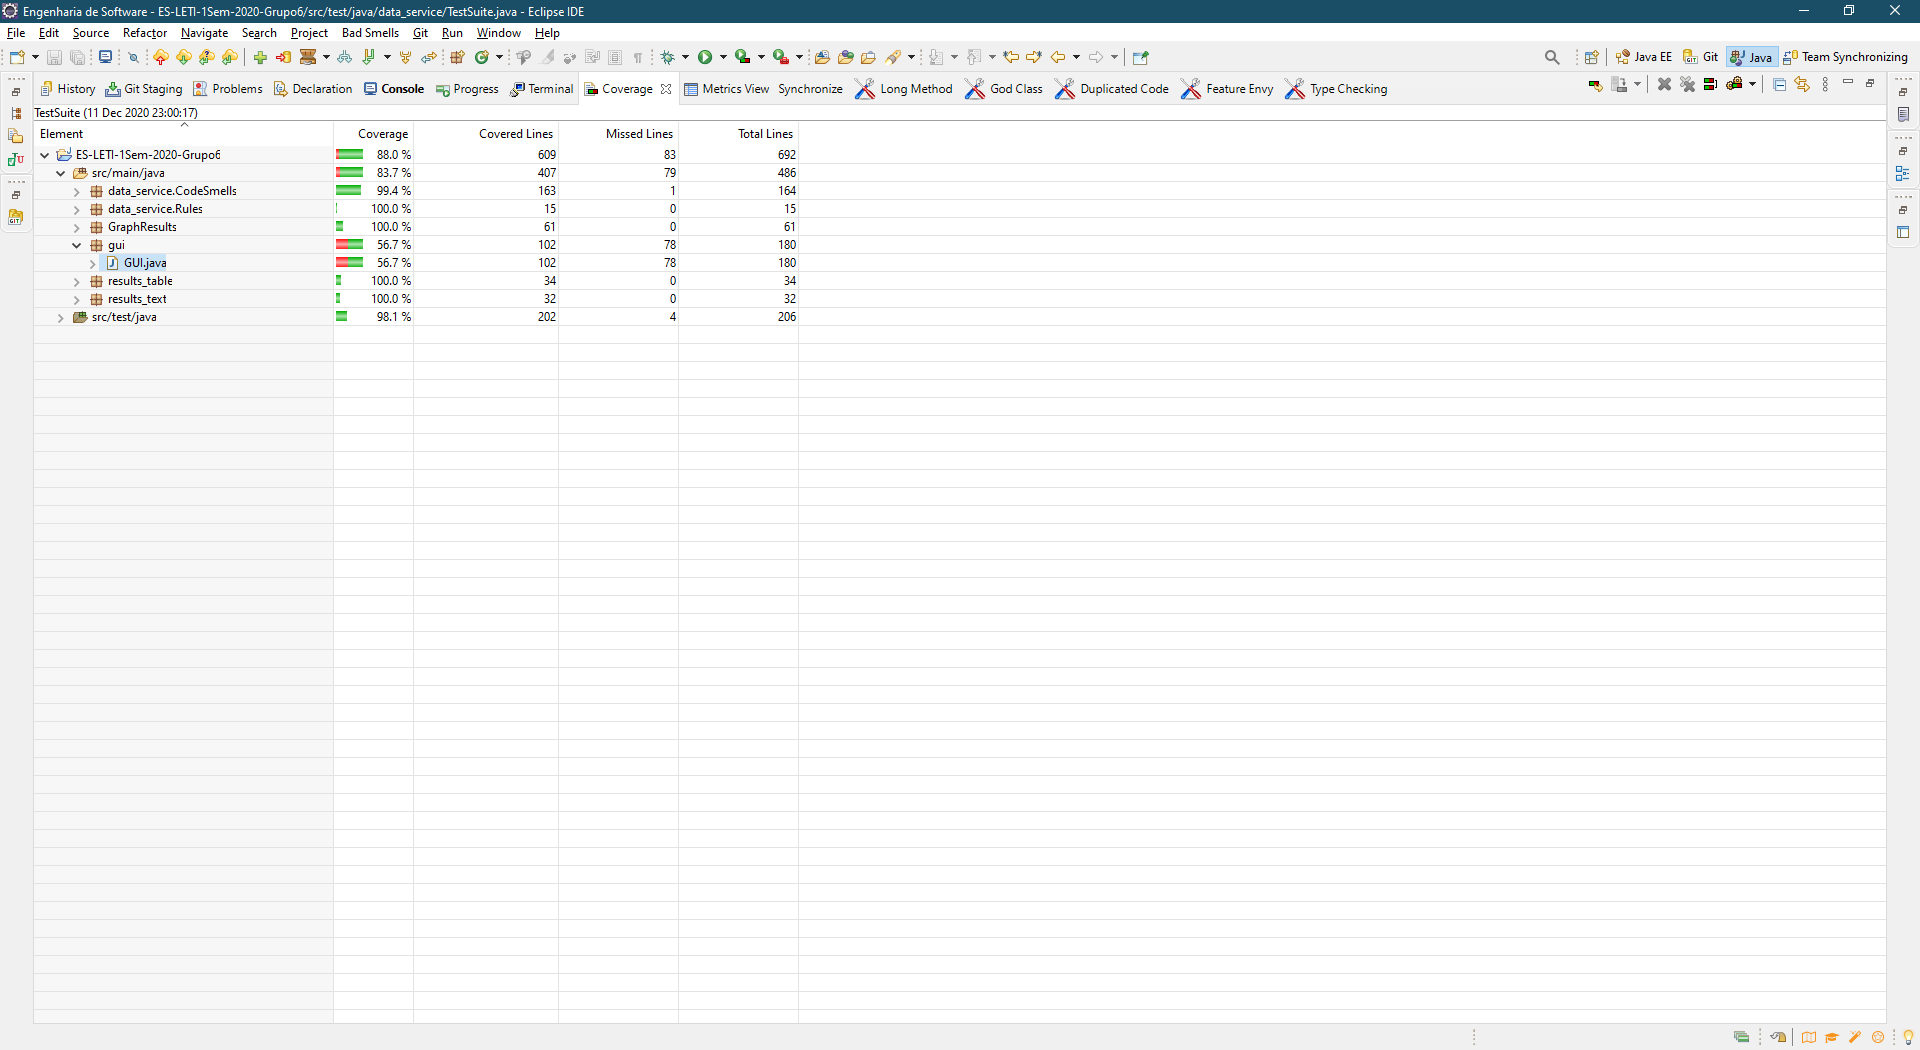 Engenharia de Software - ES-LETI-1Sem-2020-Grupo6/src/test/java/data_service/TestSuite.java - Eclipse IDE
File Edit Source Refactor Navigate Search Project Bad Smells Git Run Window Help
Java EE Git Java Team Synchronizing
History Git Staging Problems Declaration Console Progress Terminal Coverage Metrics View Synchronize Long Method God Class Duplicated Code Feature Envy Type Checking
TestSuite (11 Dec 2020 23:00:17)
Element Coverage Covered Lines Missed Lines Total Lines
ES-LETI-1Sem-2020-Grupo6 88.0 % 609 83 692
src/main/java 83.7 % 407 79 486
data_service.CodeSmells 99.4 % 163 1 164
data_service.Rules 100.0 % 15 0 15
GraphResults 100.0 % 61 0 61
gui 56.7 % 102 78 180
GUI.java 56.7 % 102 78 180
results_table 100.0 % 34 0 34
results_text 100.0 % 32 0 32
src/test/java 98.1 % 202 4 206